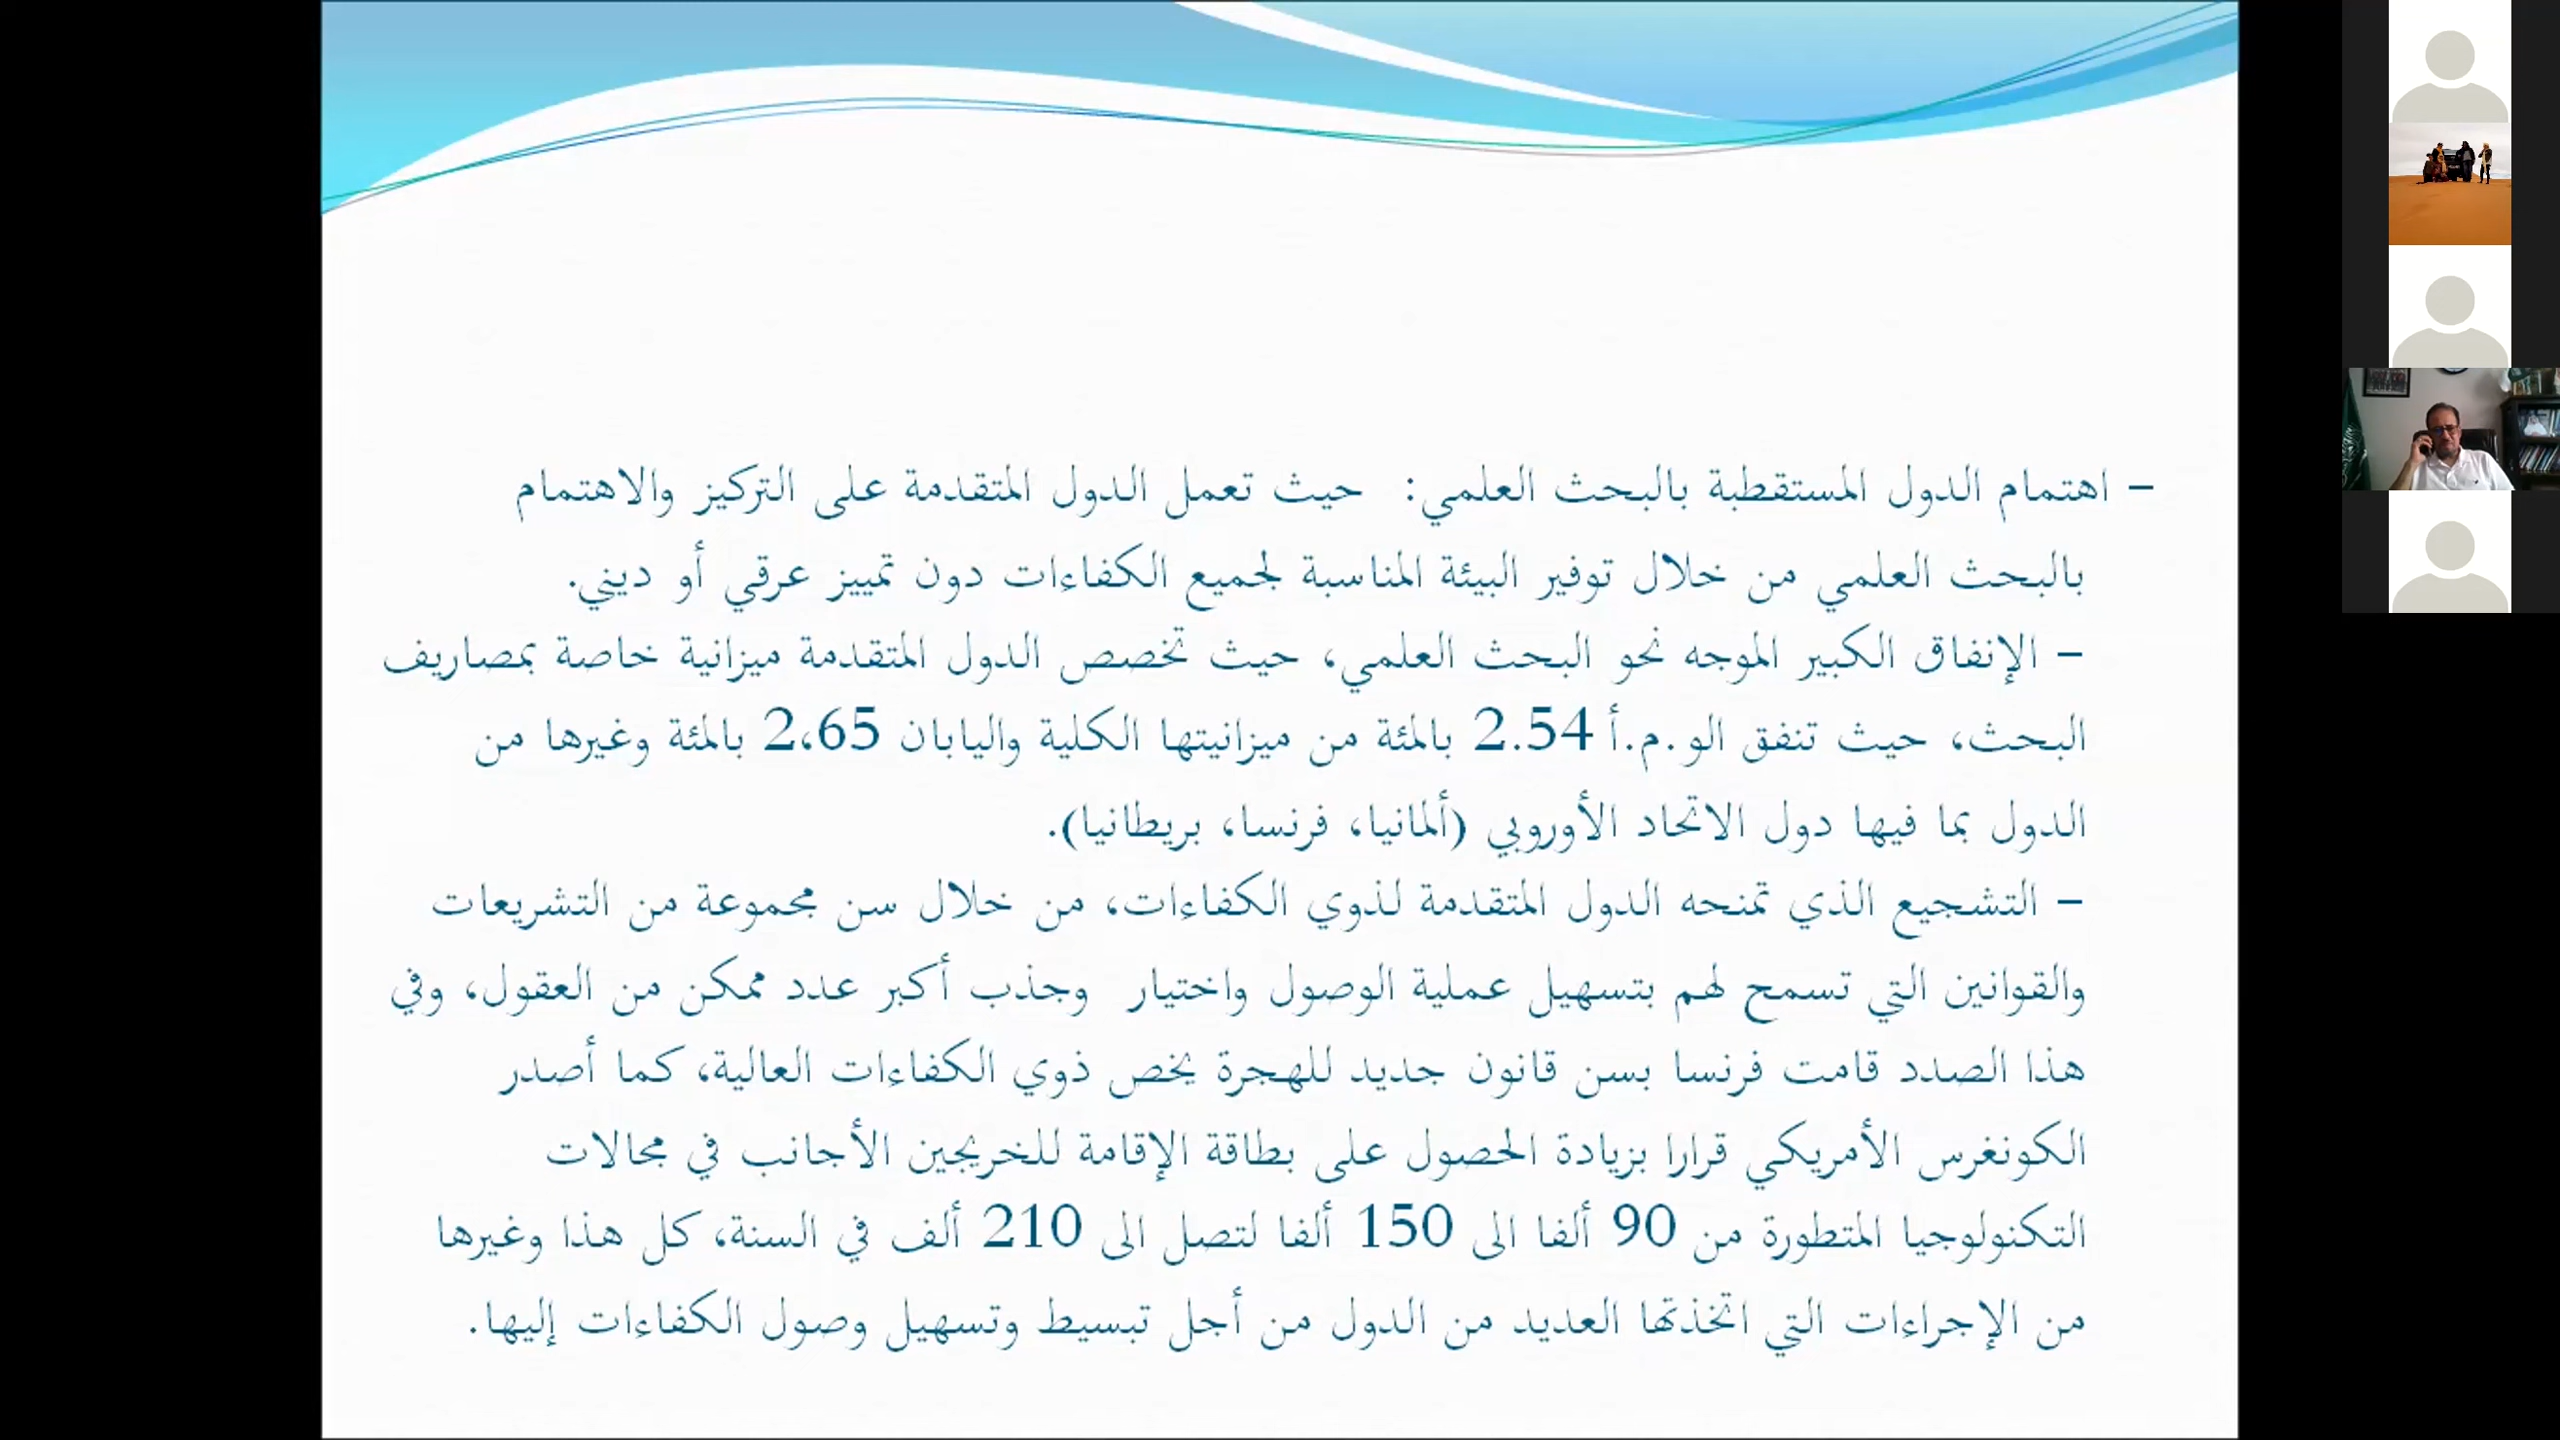 – اهتمام الدول المستقطبة بالبحث العلمي: حيث تعمل الدول المتقدمة على التركيز والاهتمام
بالبحث العلمي من خلال توفير البيئة المناسبة لجميع الكفاءات دون تمييز عرقي أو ديني.
– الإنفاق الكبير الموجه نحو البحث العلمي، حيث تخصص الدول المتقدمة ميزانية خاصة بمصاريف
البحث، حيث تنفق الو.م.أ 2.54 بالمئة من ميزانيتها الكلية واليابان 2،65 بالمئة وغيرها من
الدول بما فيها دول الاتحاد الأوروبي (ألمانيا، فرنسا، بريطانيا).
– التشجيع الذي تمنحه الدول المتقدمة لذوي الكفاءات، من خلال سن مجموعة من التشريعات
والقوانين التي تسمح لهم بتسهيل عملية الوصول واختيار وجذب أكبر عدد ممكن من العقول، وفي
هذا الصدد قامت فرنسا بسن قانون جديد للهجرة يخص ذوي الكفاءات العالية، كما أصدر
الكونغرس الأمريكي قرارا بزيادة الحصول على بطاقة الإقامة للخريجين الأجانب في مجالات
التكنولوجيا المتطورة من 90 ألفا الى 150 ألفا لتصل الى 210 ألف في السنة، كل هذا وغيرها
من الإجراءات التي اتخذتها العديد من الدول من أجل تبسيط وتسهيل وصول الكفاءات إليها.